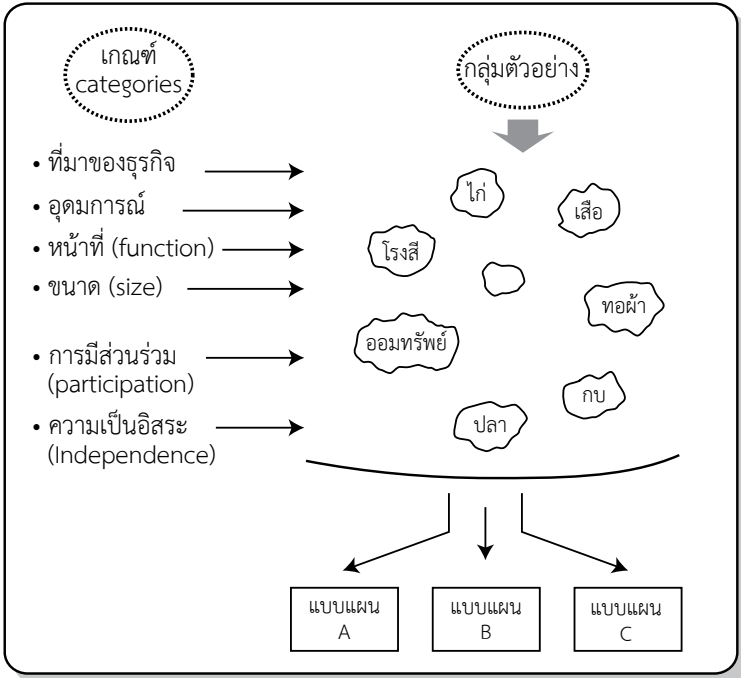 เกณฑ์
categories
กลุ่มตัวอย่าง
• ที่มาของธุรกิจ
• อุดมการณ์
• หน้าที่ (function)
• ขนาด (size)
• การมีส่วนร่วม
(participation)
• ความเป็นอิสระ
(Independence)
ไก่
เสือ
โรงสี
ทอผ้า
ออมทรัพย์
กบ
ปลา
แบบแผน
A
แบบแผน
B
แบบแผน
C